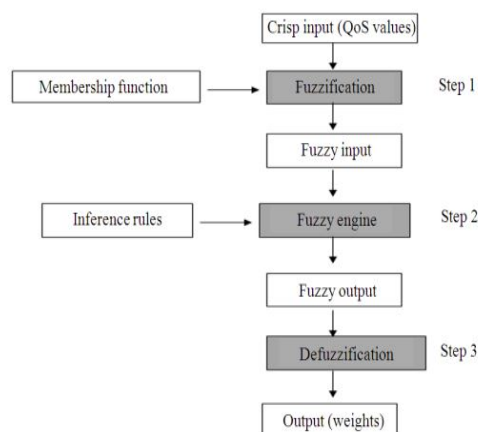 Crisp input (QoS values)
Membership function
Fuzzification
Step 1
Fuzzy input
Inference rules
Fuzzy engine
Step 2
Fuzzy output
Defuzzification
Step 3
Output (weights)